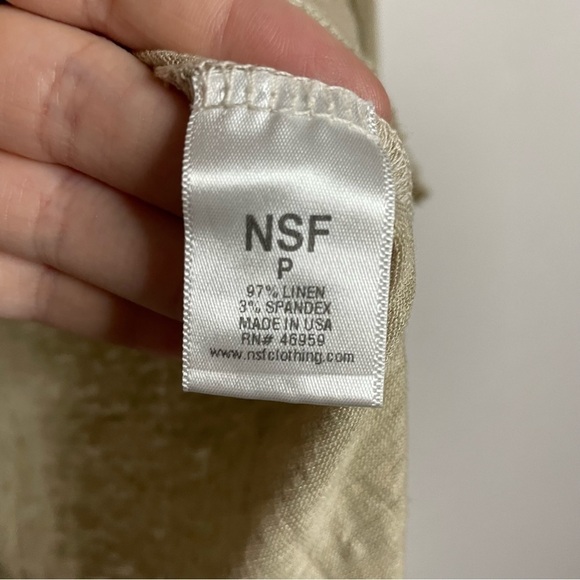 NSF
P
97% LINEN
3% SPANDEX
MADE IN USA
RN# 46959
www.nsfclothing.com